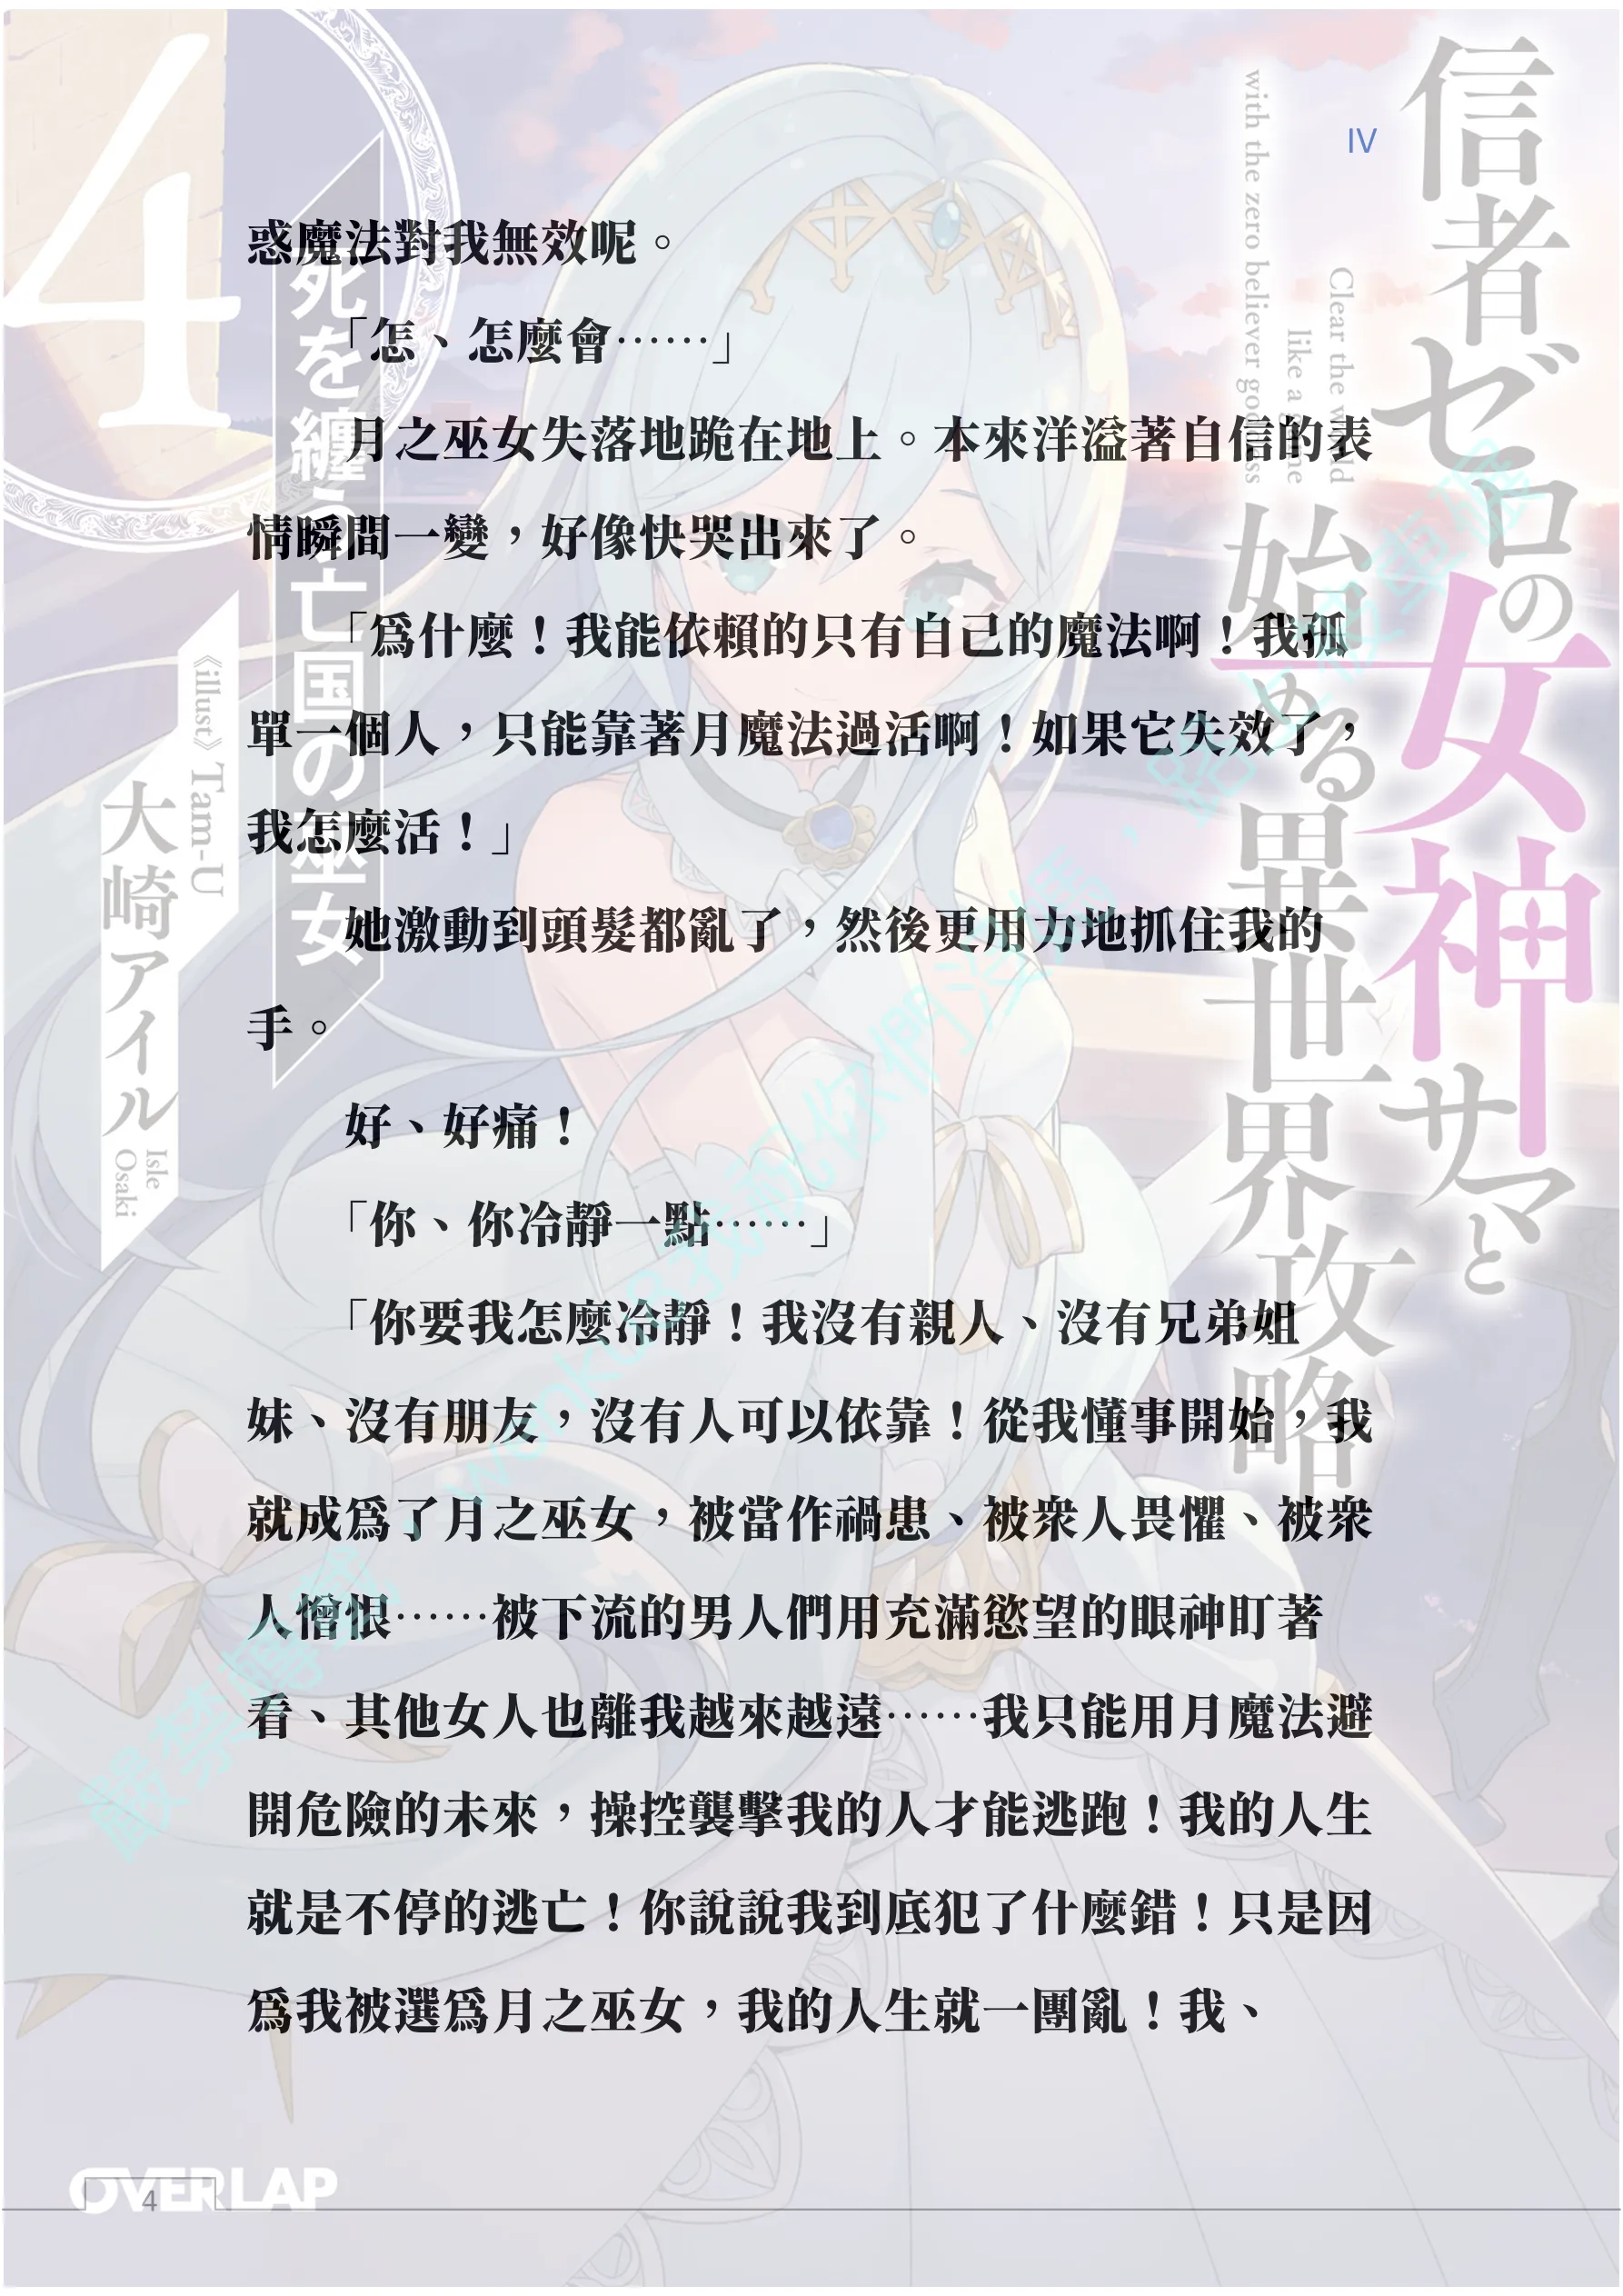 IV
惑魔法對我無效呢。
「怎、怎麼會……」
月之巫女失落地跪在地上。本來洋溢著自信的表
情瞬間一變，好像快哭出來了。
「爲什麼！我能依賴的只有自己的魔法啊！我孤
單一個人，只能靠著月魔法過活啊！如果它失效了，
我怎麼活！」
她激動到頭髮都亂了，然後更用力地抓住我的
手。
好、好痛！
「你、你冷靜一點……」
「你要我怎麼冷靜！我沒有親人、沒有兄弟姐
妹、沒有朋友，沒有人可以依靠！從我懂事開始，我
就成爲了月之巫女，被當作禍患、被衆人畏懼、被衆
人憎恨……被下流的男人們用充滿慾望的眼神盯著
看、其他女人也離我越來越遠……我只能用月魔法避
開危險的未來，操控襲擊我的人才能逃跑！我的人生
就是不停的逃亡！你說說我到底犯了什麼錯！只是因
爲我被選爲月之巫女，我的人生就一團亂！我、
信者ゼロの女神サマと
始める異世界攻略
Clear the world
like a game
with the zero believer goddess
4
死を纏う亡国の巫女
《illust》Tam-U
大崎アイル
Isle
Osaki
OVERLAP
4